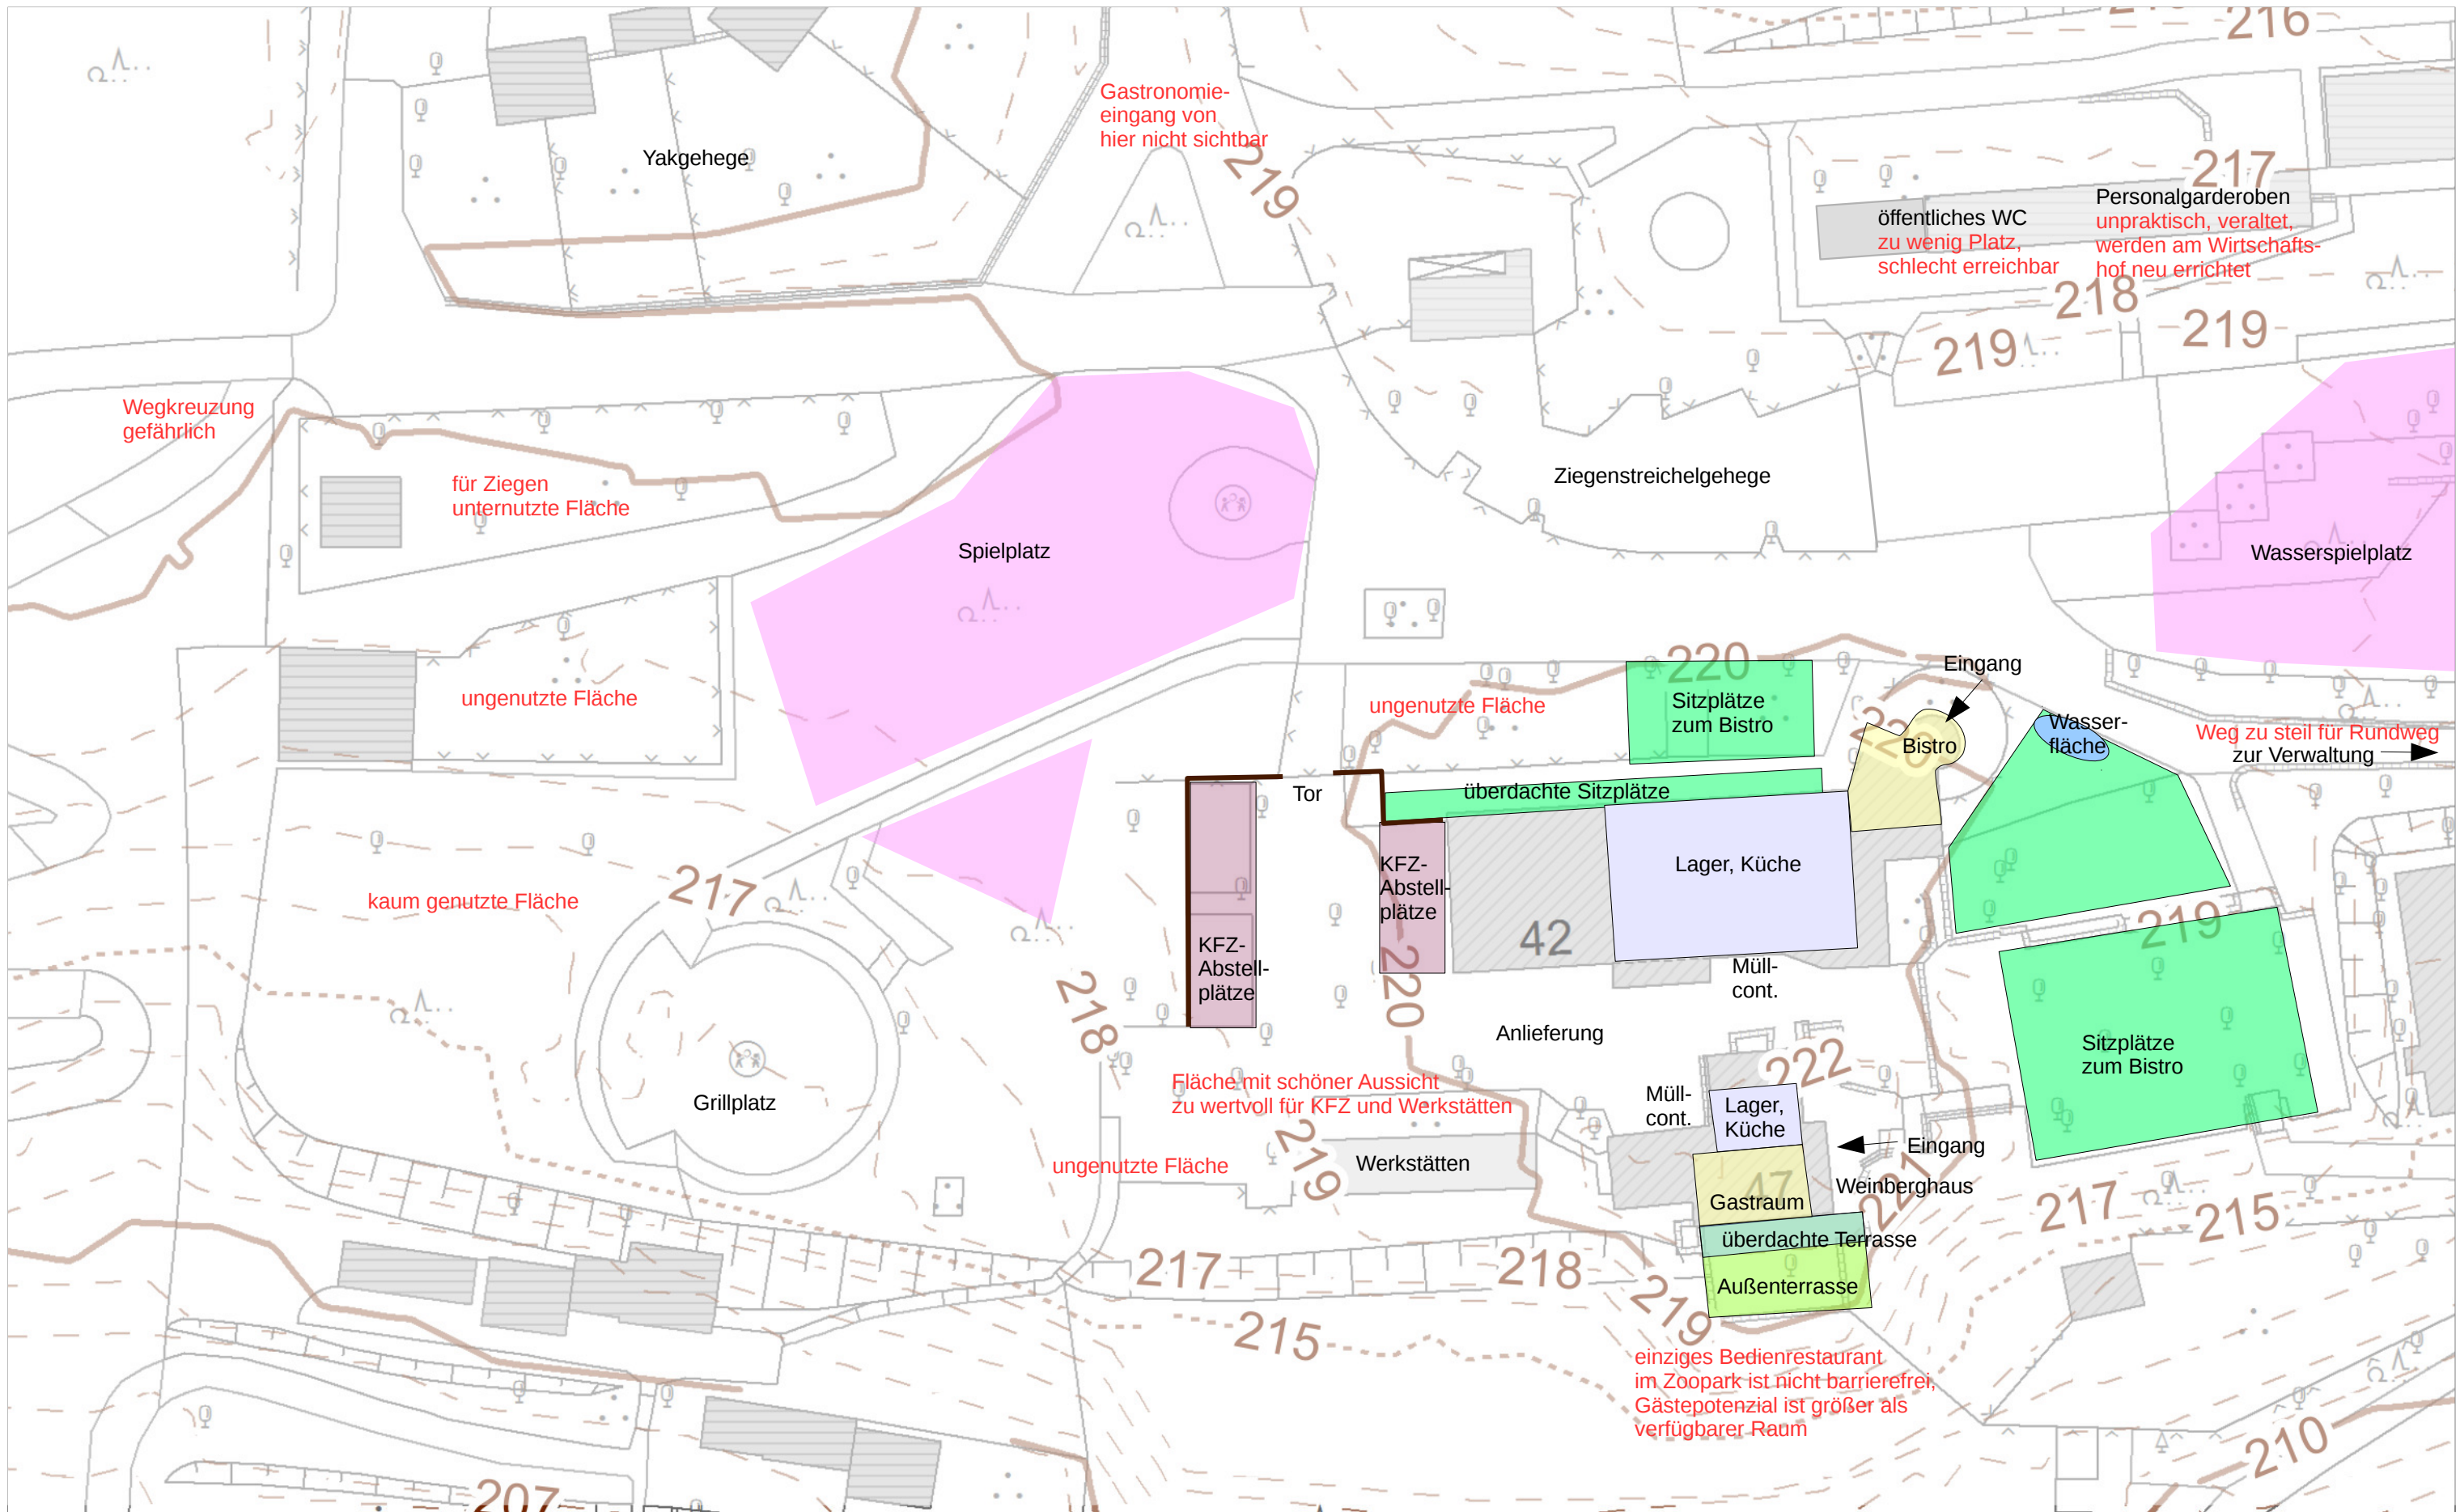 216
Gastronomie-
eingang von
hier nicht sichtbar
Yakgehege
219
217
öffentliches WC
zu wenig Platz,
schlecht erreichbar
Personalgarderoben
unpraktisch, veraltet,
werden am Wirtschafts-
hof neu errichtet
218
219
219
Wegkreuzung
gefährlich
für Ziegen
unternutzte Fläche
Ziegenstreichelgehege
Spielplatz
Wasserspielplatz
ungenutzte Fläche
ungenutzte Fläche
220
Sitzplätze
zum Bistro
Eingang
220
Bistro
Wasser-
fläche
Weg zu steil für Rundweg
zur Verwaltung
Tor
überdachte Sitzplätze
KFZ-
Abstell-
plätze
Lager, Küche
217
kaum genutzte Fläche
KFZ-
Abstell-
plätze
42
219
218
220
Müll-
cont.
Anlieferung
Sitzplätze
zum Bistro
222
Grillplatz
Fläche mit schöner Aussicht
zu wertvoll für KFZ und Werkstätten
Müll-
cont.
Lager,
Küche
Eingang
ungenutzte Fläche
219
Werkstätten
47
Weinberghaus
221
Gastraum
217
215
überdachte Terrasse
217
218
Außenterrasse
219
215
einziges Bedienrestaurant
im Zoopark ist nicht barrierefrei,
Gästepotenzial ist größer als
verfügbarer Raum
210
207